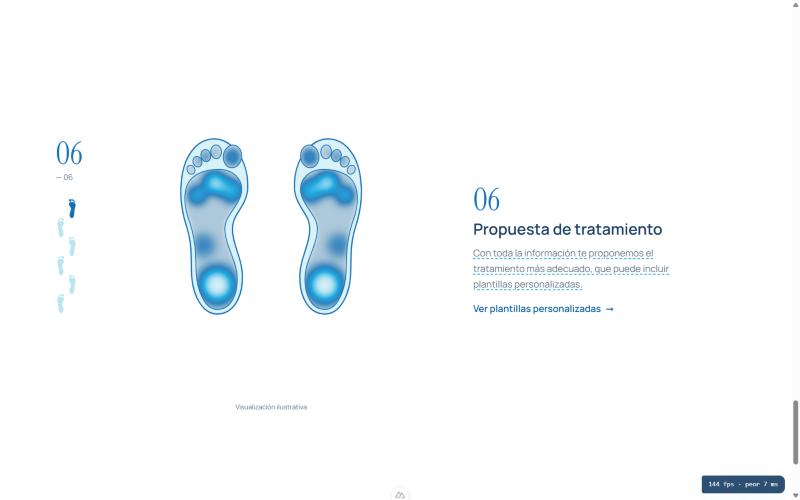 06
— 06
06
Propuesta de tratamiento
Con toda la información te proponemos el
tratamiento más adecuado, que puede incluir
plantillas personalizadas.
Ver plantillas personalizadas →
Visualización ilustrativa
144 fps · peor 7 ms